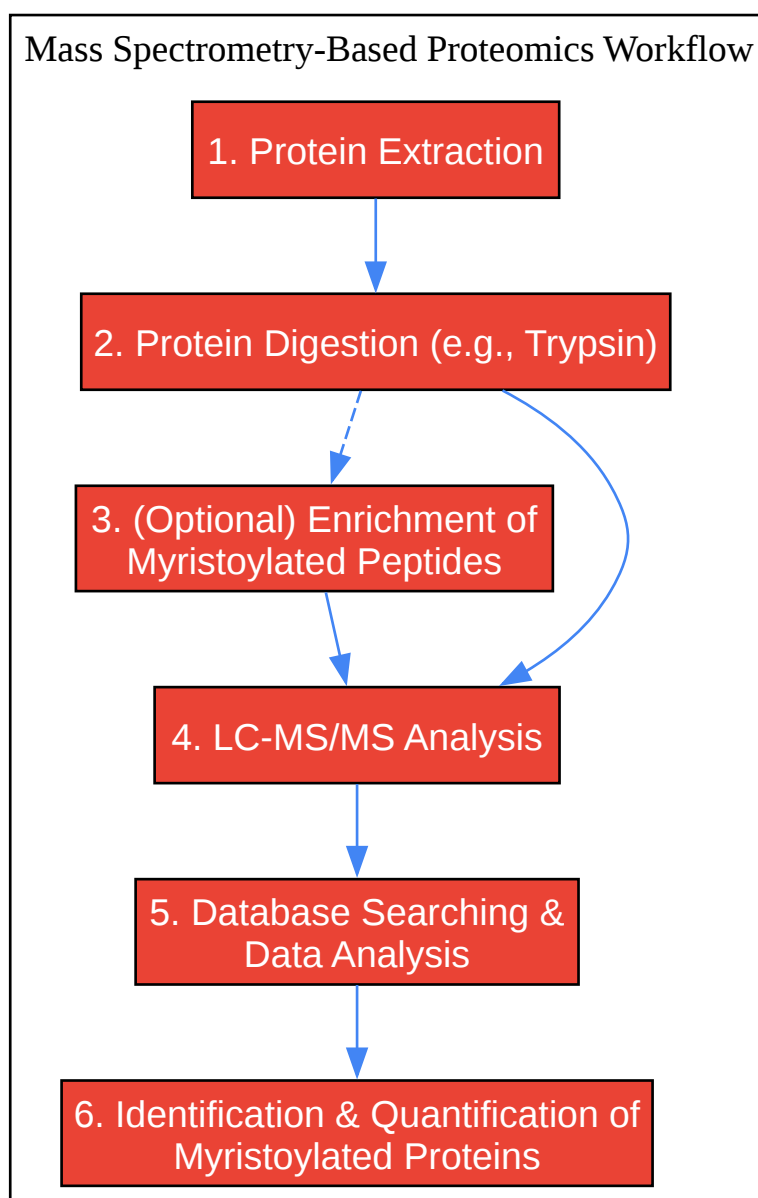 Mass Spectrometry-Based Proteomics Workflow
1. Protein Extraction
2. Protein Digestion (e.g., Trypsin)
3. (Optional) Enrichment of
Myristoylated Peptides
4. LC-MS/MS Analysis
5. Database Searching &
Data Analysis
6. Identification & Quantification of
Myristoylated Proteins